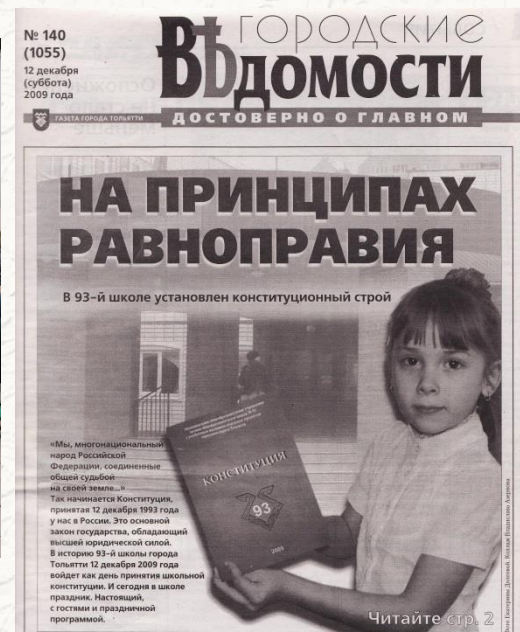 № 140
(1055)
12 декабря
(суббота)
2009 года
ГОРОДСКИЕ
ВѢДОМОСТИ
ГАЗЕТА ГОРОДА ТОЛЬЯТТИ
ДОСТОВЕРНО О ГЛАВНОМ
НА ПРИНЦИПАХ
РАВНОПРАВИЯ
В 93-й школе установлен конституционный строй
«Мы, многонациональный
народ Российской
Федерации, соединенные
общей судьбой
на своей земле...».
Так начинается Конституция,
принятая 12 декабря 1993 года
у нас в России. Это основной
закон государства, обладающий
высшей юридической силой.
В историю 93-й школы города
Тольятти 12 декабря 2009 года
войдет как день принятия школьной
конституции. И сегодня в школе
праздник. Настоящий,
с гостями и праздничной
программой.
КОНСТИТУЦИЯ
93
2009
Читайте стр. 2